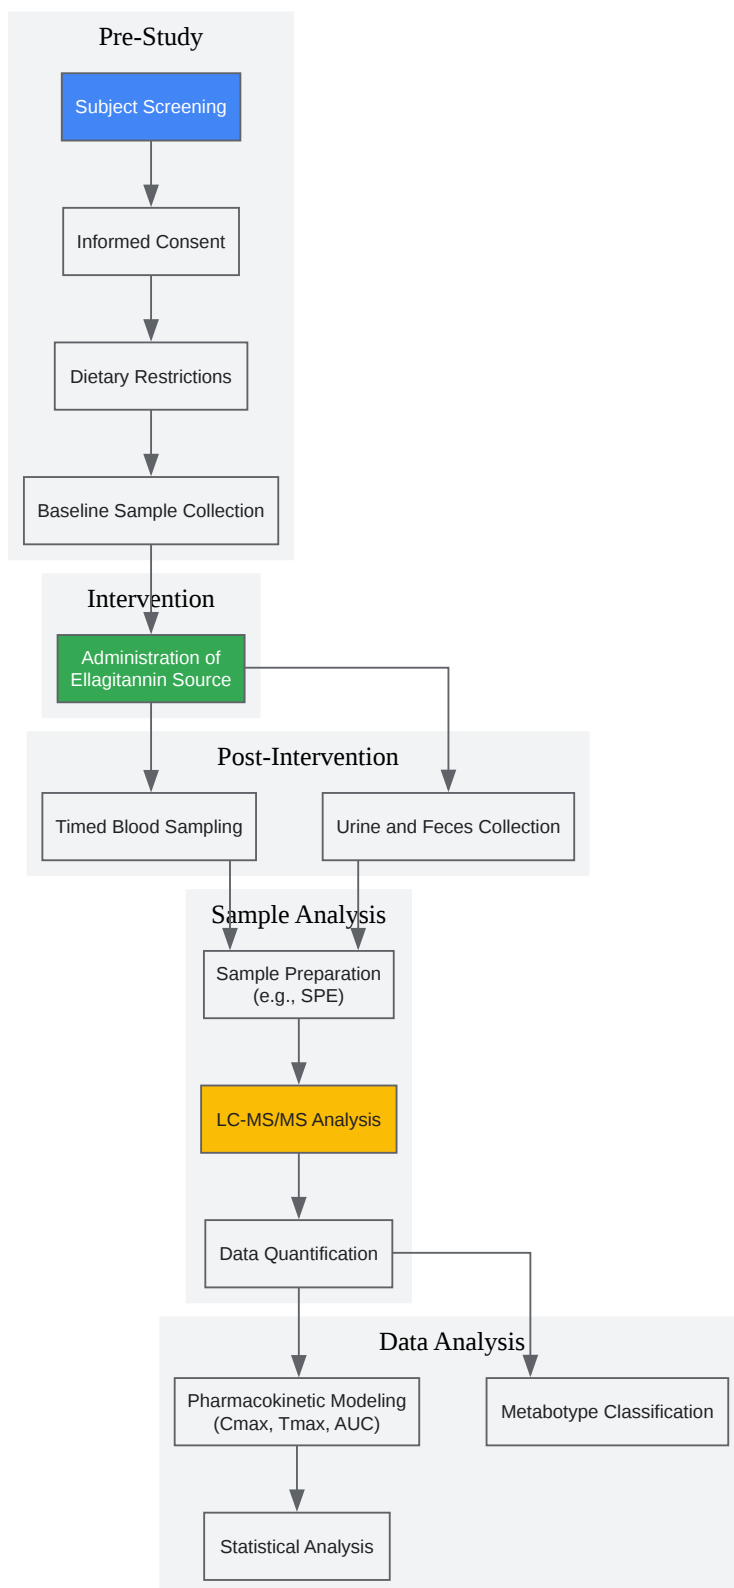 Pre-Study
Subject Screening
Informed Consent
Dietary Restrictions
Baseline Sample Collection
Intervention
Administration of
Ellagitannin Source
Post-Intervention
Timed Blood Sampling
Urine and Feces Collection
Sample Analysis
Sample Preparation
(e.g., SPE)
LC-MS/MS Analysis
Data Quantification
Data Analysis
Pharmacokinetic Modeling
(Cmax, Tmax, AUC)
Metabotype Classification
Statistical Analysis